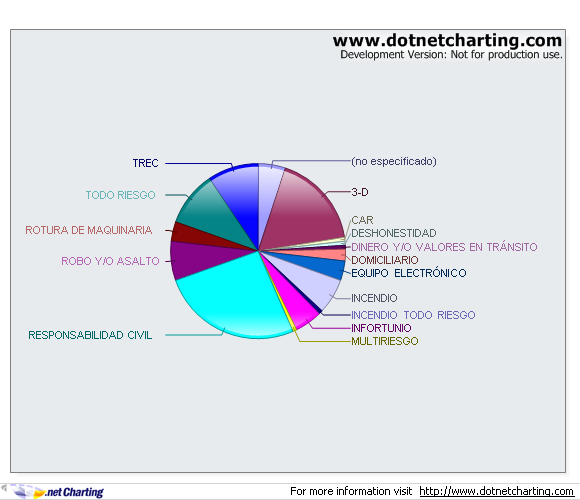 www.dotnetcharting.com
Development Version: Not for production use.
TREC
(no especificado)
TODO RIESGO
3-D
CAR
ROTURA DE MAQUINARIA
DESHONESTIDAD
DINERO Y/O VALORES EN TRÁNSITO
ROBO Y/O ASALTO
DOMICILIARIO
EQUIPO ELECTRÓNICO
INCENDIO
INCENDIO TODO RIESGO
INFORTUNIO
RESPONSABILIDAD CIVIL
MULTIRIESGO
.net Charting
For more information visit http://www.dotnetcharting.com